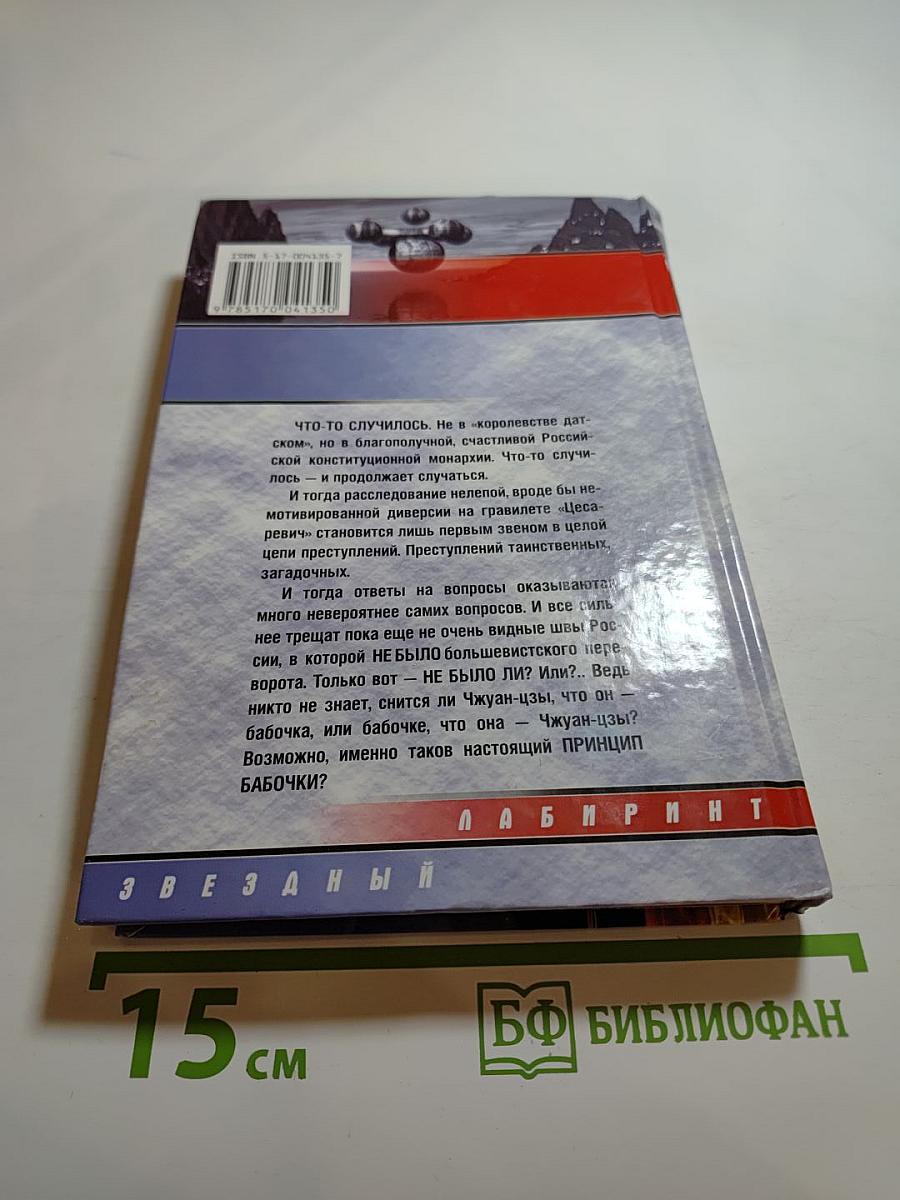 ISBN 5-17-004135-7
9 785170 041350
ЧТО-ТО СЛУЧИЛОСЬ. Не в «королевстве дат-
ском», но в благополучной, счастливой Россий-
ской конституционной монархии. Что-то случи-
лось — и продолжает случаться.
И тогда расследование нелепой, вроде бы не-
мотивированной диверсии на гравилете «Цеса-
ревич» становится лишь первым звеном в целой
цепи преступлений. Преступлений таинственных,
загадочных.
И тогда ответы на вопросы оказываются
много невероятнее самих вопросов. И все силь-
нее трещат пока еще не очень видные швы Рос-
сии, в которой НЕ БЫЛО большевистского пере-
ворота. Только вот — НЕ БЫЛО ЛИ? Или?.. Ведь
никто не знает, снится ли Чжуан-цзы, что он —
бабочка, или бабочке, что она — Чжуан-цзы?
Возможно, именно таков настоящий ПРИНЦИП
БАБОЧКИ?
ЛАБИРИНТ
ЗВЕЗДНЫЙ
15 см
БФ БИБЛИОФАН